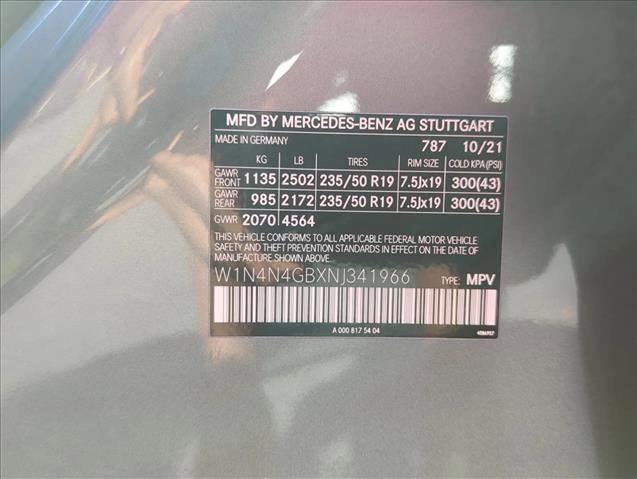 MFD BY MERCEDES-BENZ AG STUTTGART
MADE IN GERMANY 787 10/21
KG LB TIRES RIM SIZE COLD KPA (PSI)
GAWR FRONT 1135 2502 235/50 R19 7.5Jx19 300(43)
GAWR REAR 985 2172 235/50 R19 7.5Jx19 300(43)
GVWR 2070 4564
THIS VEHICLE CONFORMS TO ALL APPLICABLE FEDERAL MOTOR VEHICLE
SAFETY AND THEFT PREVENTION STANDARDS IN EFFECT ON THE DATE OF
MANUFACTURE SHOWN ABOVE.
W1N4N4GBXNJ341966 TYPE: MPV
A 000 817 54 04